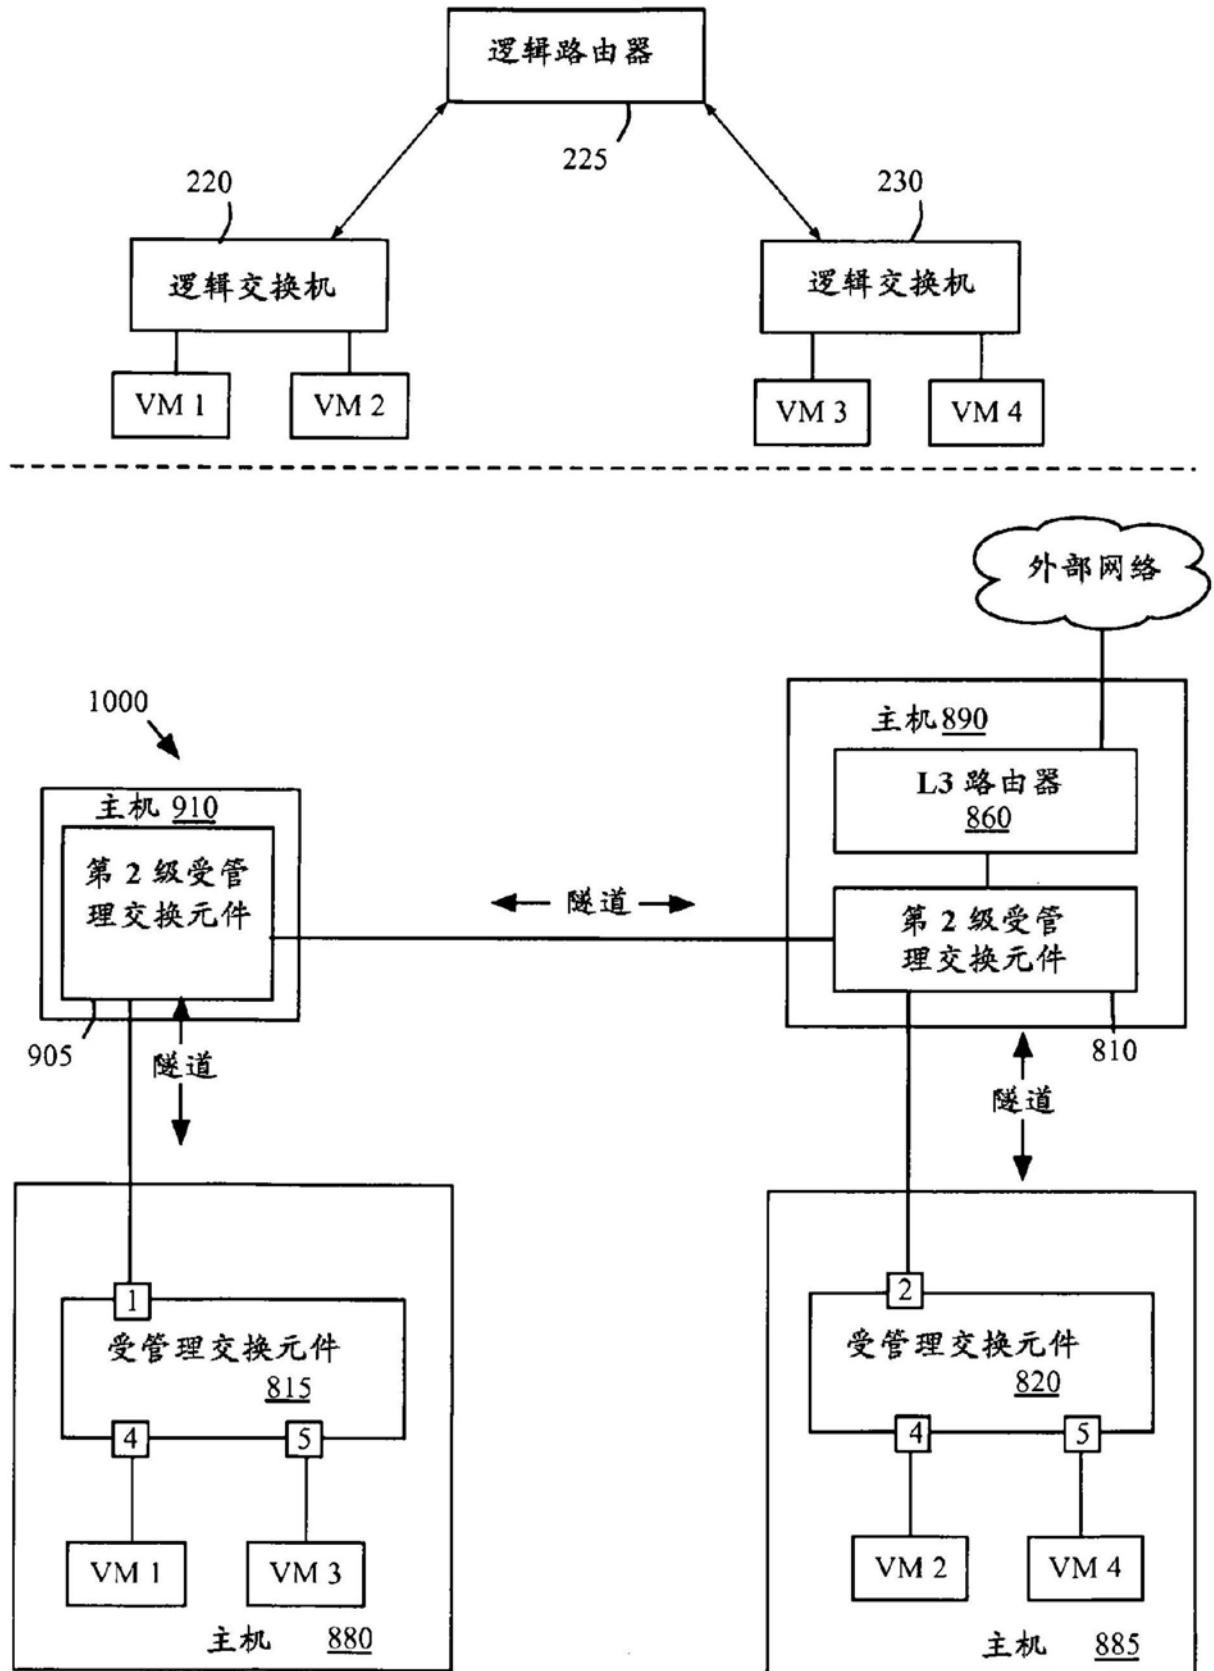 逻辑路由器
225
220
230
逻辑交换机
逻辑交换机
VM 1
VM 2
VM 3
VM 4
外部网络
1000
主机890
L3 路由器
860
主机 910
第 2 级受管
理交换元件
隧道
第 2 级受管
理交换元件
905
隧道
810
隧道
1
2
受管理交换元件
815
受管理交换元件
820
4
5
4
5
VM 1
VM 3
VM 2
VM 4
主机 880
主机 885